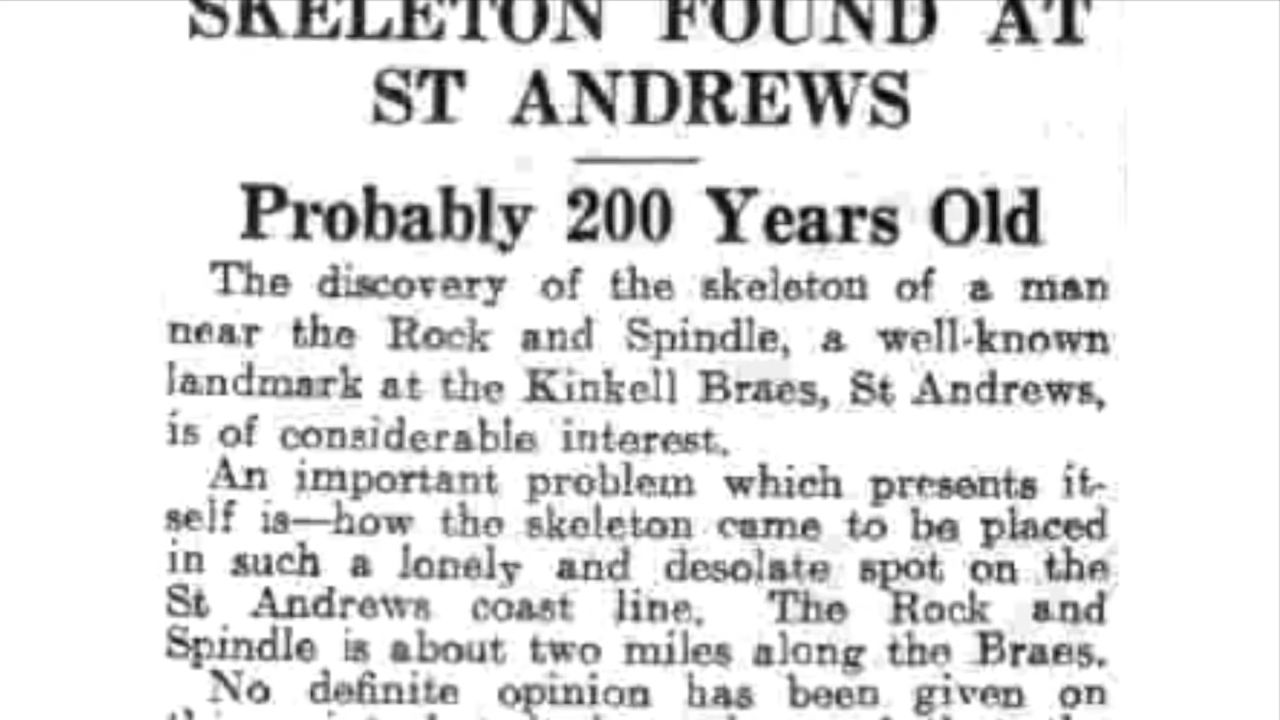 SKELETON FOUND AT
ST ANDREWS
Probably 200 Years Old
The discovery of the skeleton of a man
near the Rock and Spindle, a well-known
landmark at the Kinkell Braes, St Andrews,
is of considerable interest.
An important problem which presents it-
self is—how the skeleton came to be placed
in such a lonely and desolate spot on the
St Andrews coast line. The Rock and
Spindle is about two miles along the Braes.
No definite opinion has been given on